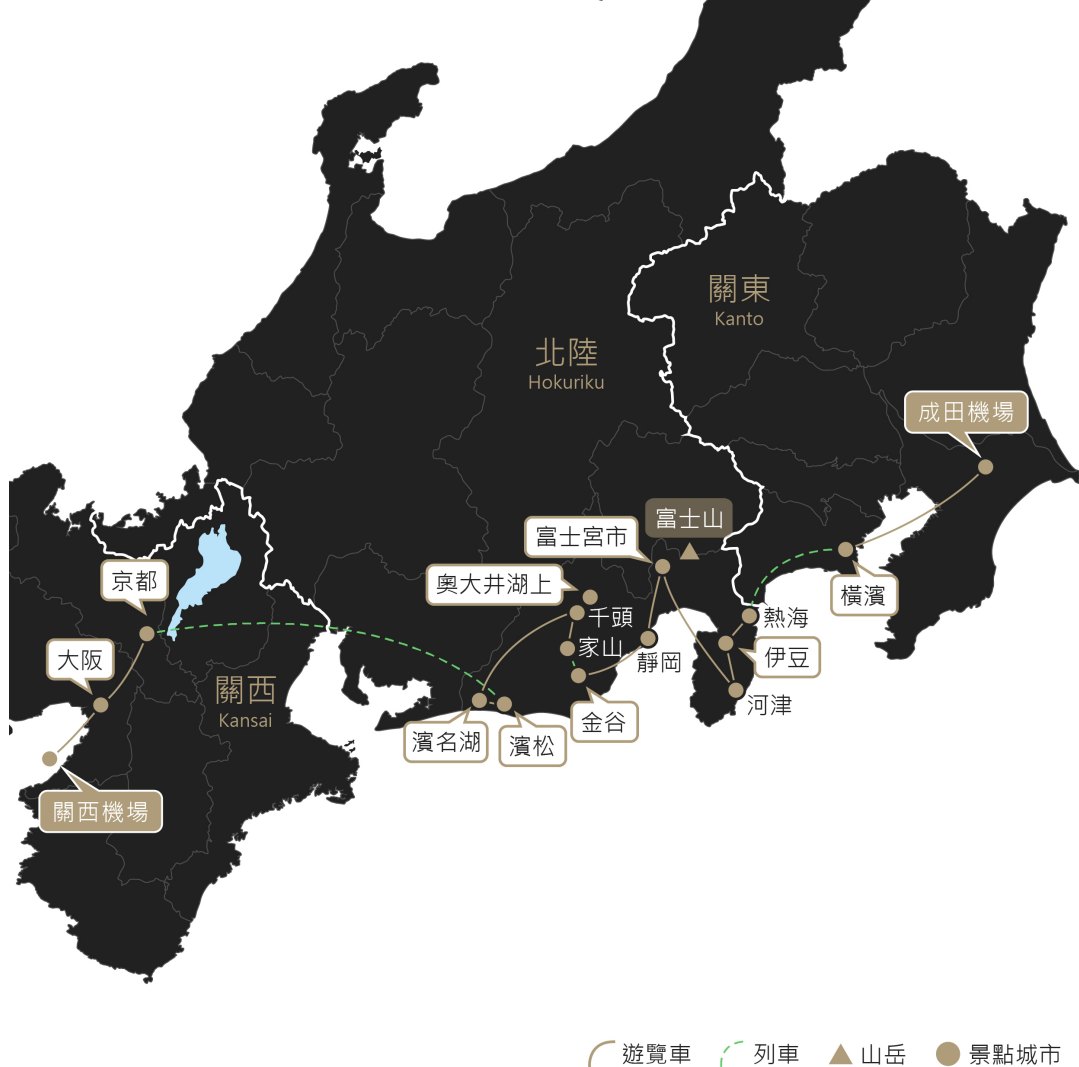 關東
Kanto
北陸
Hokuriku
成田機場
富士山
富士宮市
奧大井湖上
京都
橫濱
千頭
熱海
家山
伊豆
大阪
靜岡
關西
Kansai
河津
金谷
濱名湖
濱松
關西機場
遊覽車
列車
山岳
景點城市